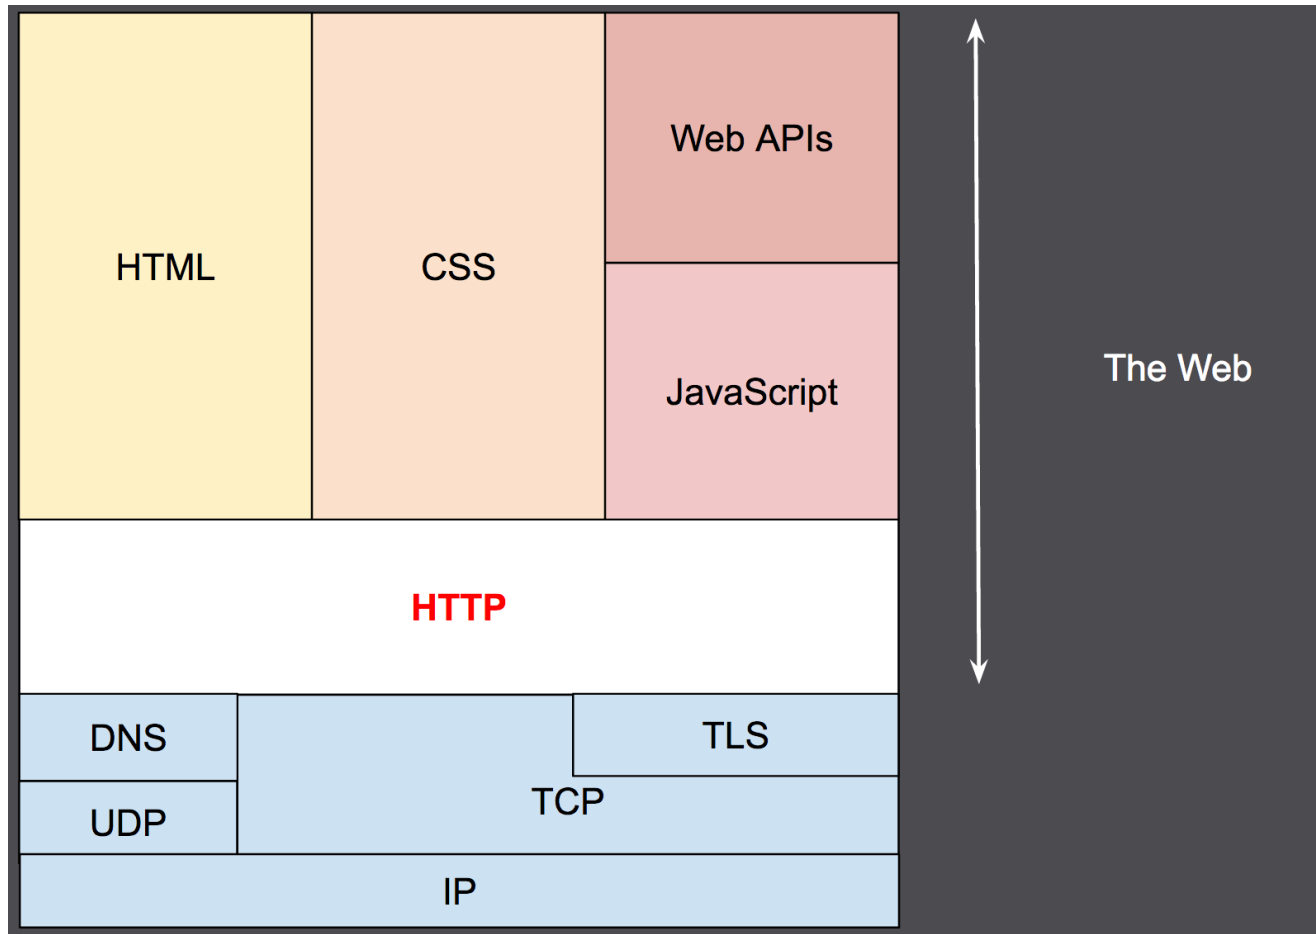 Web APIs
HTML
CSS
JavaScript
The Web
HTTP
DNS
TLS
UDP
TCP
IP